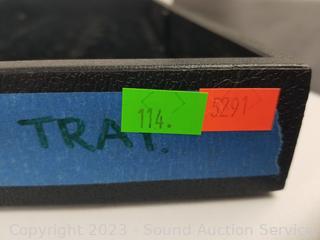 114.
5291
TRAY.
Copyright 2023 - Sound Auction Service